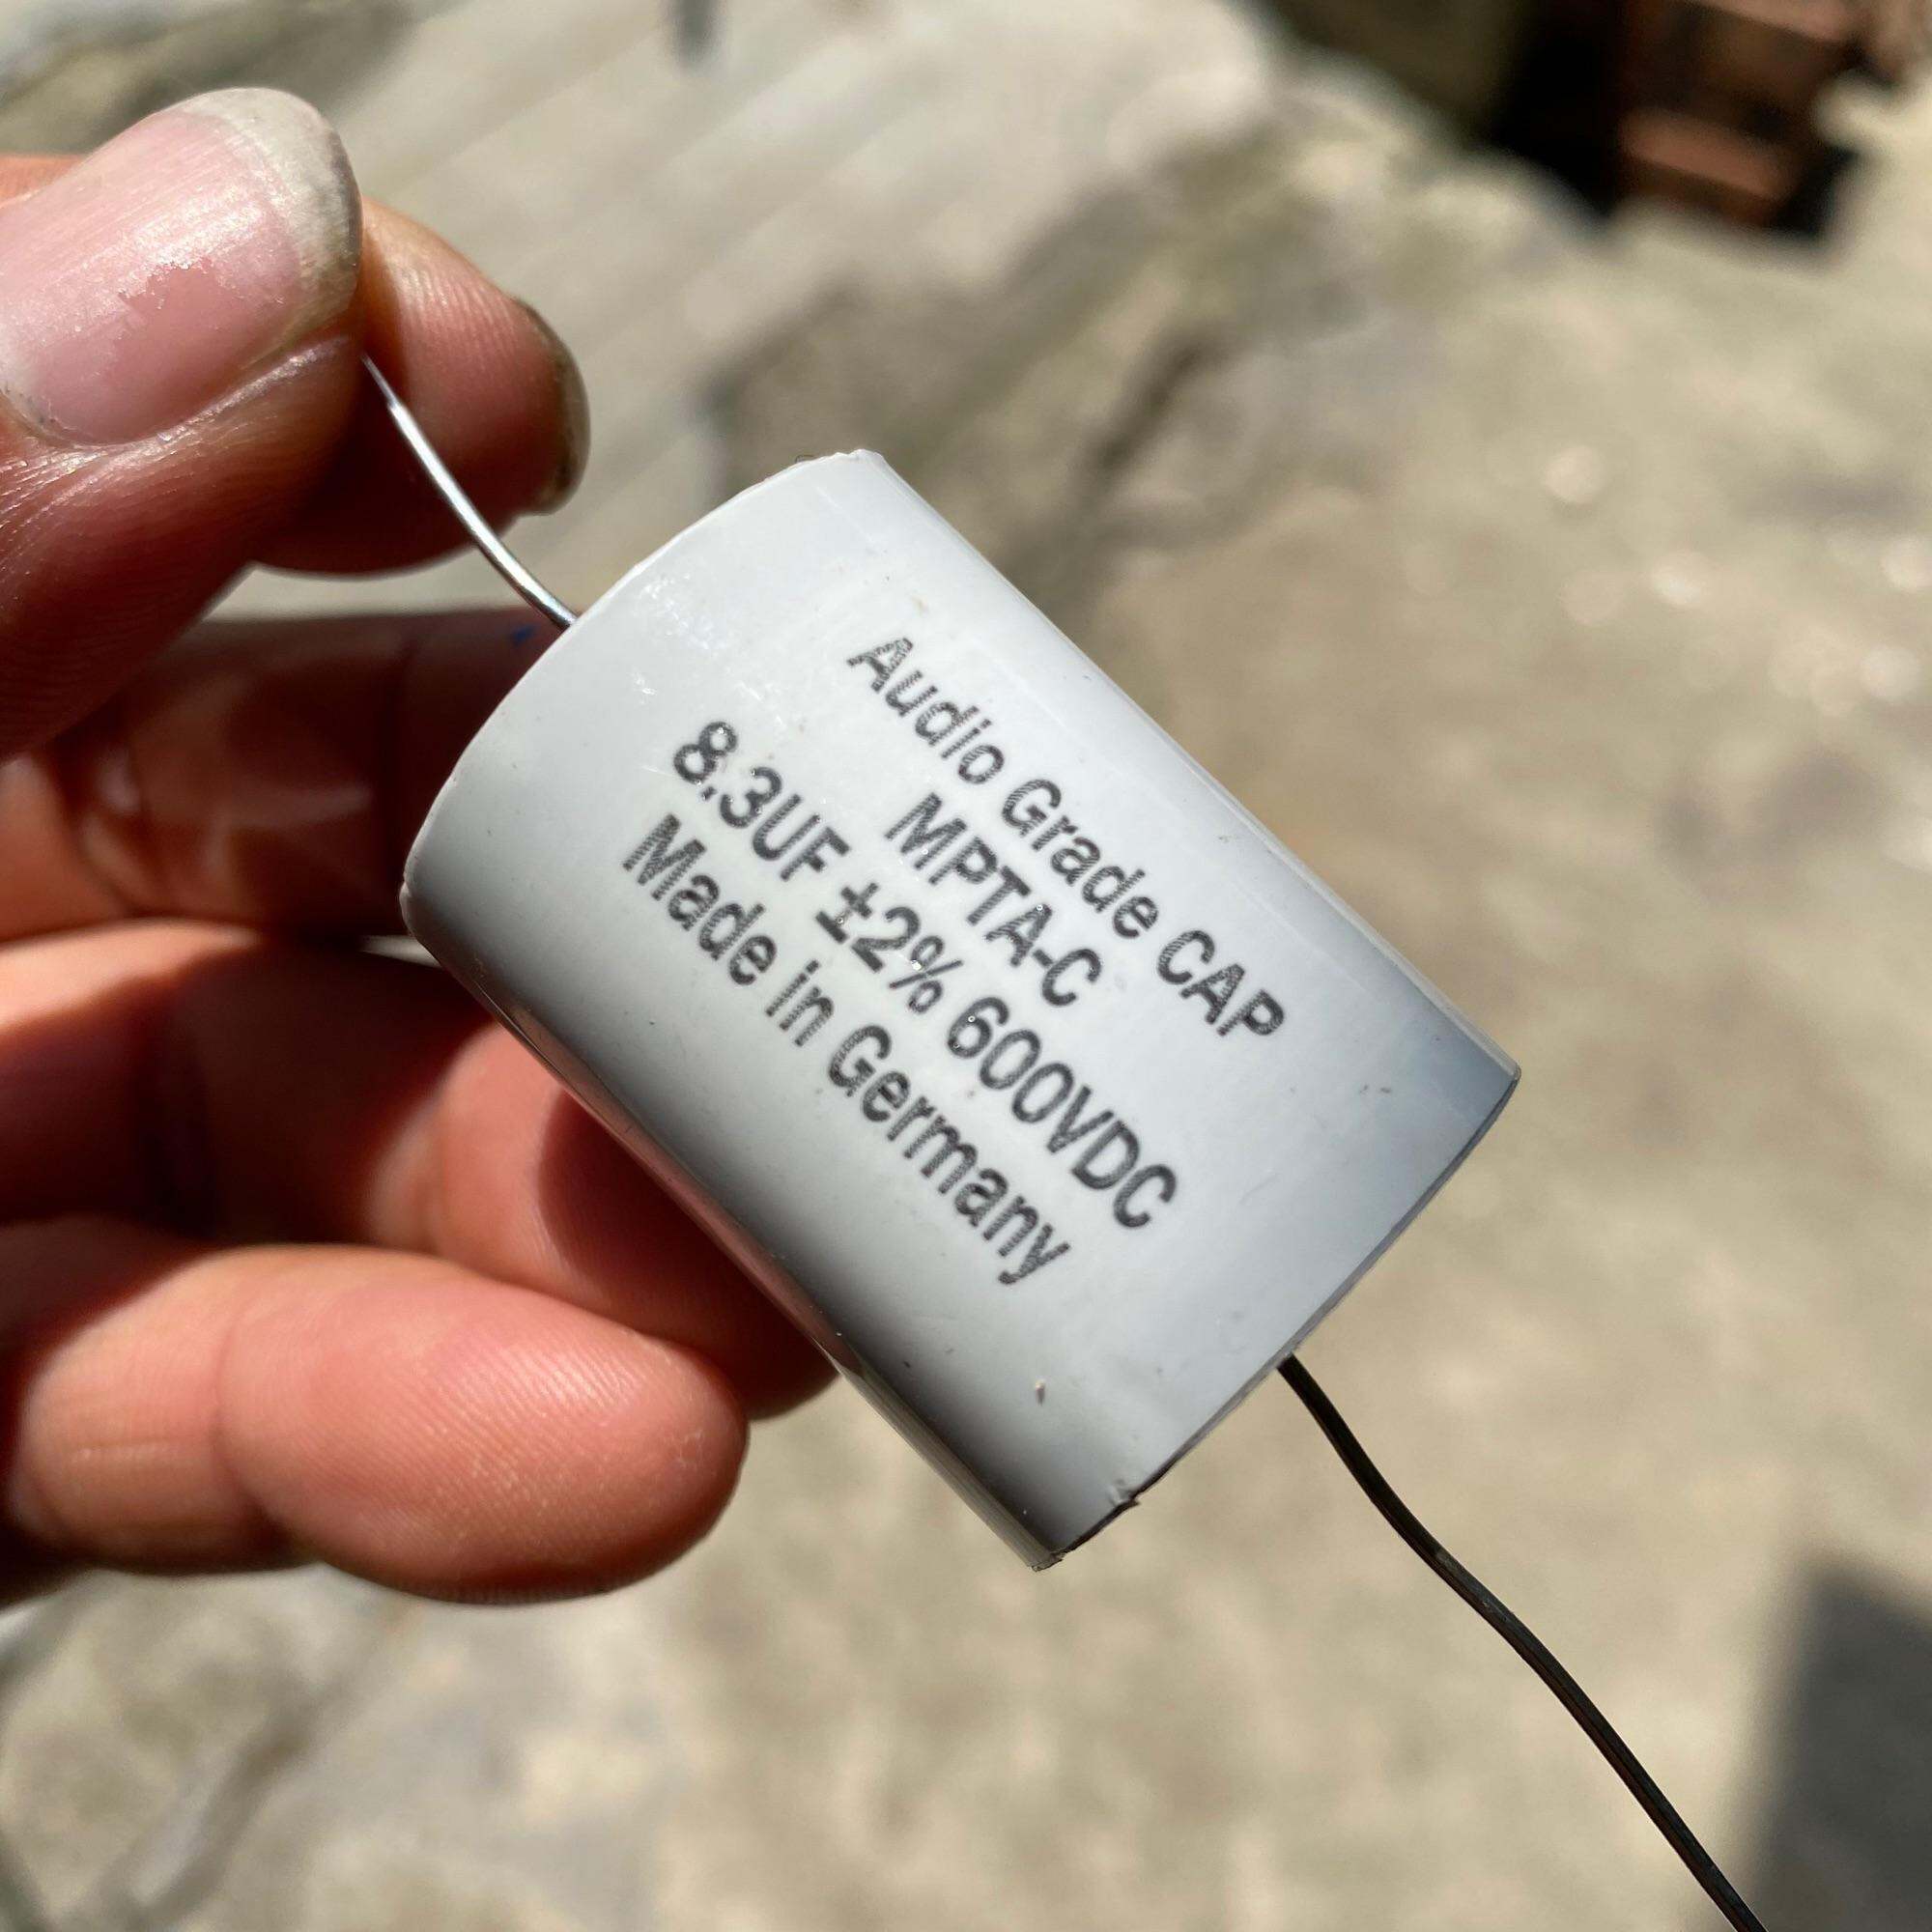 Audio Grade CAP
MPTA-C
8.3UF ±2% 600VDC
Made in Germany